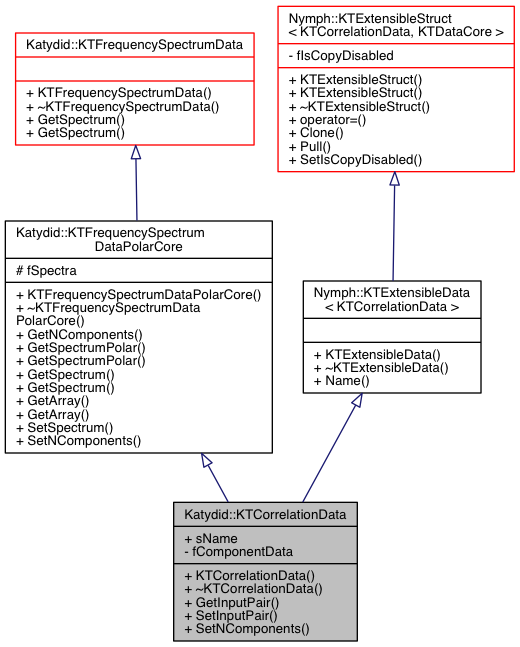 Katydid::KTFrequencySpectrumData
+ KTFrequencySpectrumData()
+ ~KTFrequencySpectrumData()
+ GetSpectrum()
+ GetSpectrum()
Nymph::KTExtensibleStruct
< KTCorrelationData, KTDataCore >
- fIsCopyDisabled
+ KTExtensibleStruct()
+ KTExtensibleStruct()
+ ~KTExtensibleStruct()
+ operator=()
+ Clone()
+ Pull()
+ SetIsCopyDisabled()
Katydid::KTFrequencySpectrum
DataPolarCore
# fSpectra
+ KTFrequencySpectrumDataPolarCore()
+ ~KTFrequencySpectrumData
PolarCore()
+ GetNComponents()
+ GetSpectrumPolar()
+ GetSpectrumPolar()
+ GetSpectrum()
+ GetSpectrum()
+ GetArray()
+ GetArray()
+ SetSpectrum()
+ SetNComponents()
Nymph::KTExtensibleData
< KTCorrelationData >
+ KTExtensibleData()
+ ~KTExtensibleData()
+ Name()
Katydid::KTCorrelationData
+ sName
- fComponentData
+ KTCorrelationData()
+ ~KTCorrelationData()
+ GetInputPair()
+ SetInputPair()
+ SetNComponents()